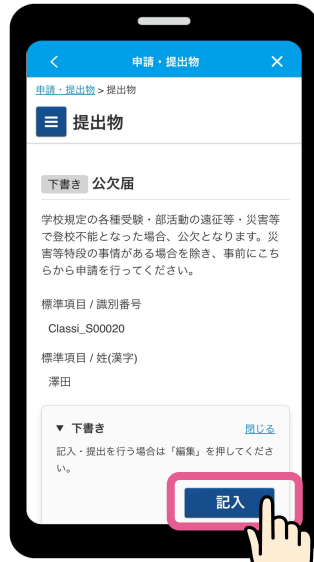 申請・提出物
申請・提出物 > 提出物
提出物
下書き 公欠届
学校規定の各種受験・部活動の遠征等・災害等
で登校不能となった場合、公欠となります。災
害等特段の事情がある場合を除き、事前にこち
らから申請を行ってください。
標準項目 / 識別番号
Classi_S00020
標準項目 / 姓(漢字)
澤田
▼ 下書き 閉じる
記入・提出を行う場合は「編集」を押してくださ
い。
記入